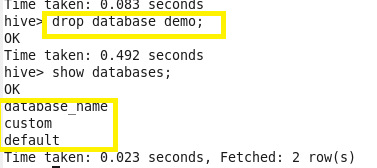 Time taken: 0.083 seconds
hive> drop database demo;
OK
Time taken: 0.492 seconds
hive> show databases;
OK
database_name
custom
default
Time taken: 0.023 seconds, Fetched: 2 row(s)